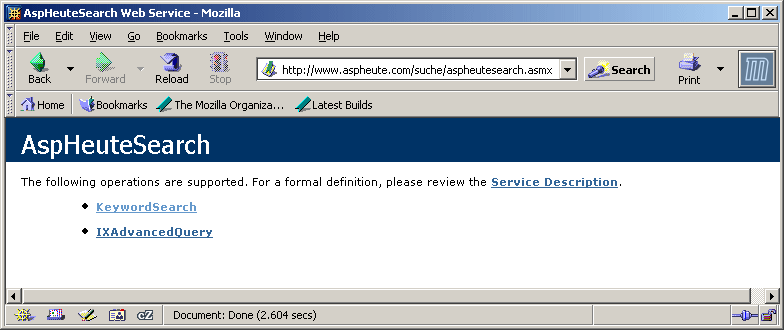 AspHeuteSearch Web Service - Mozilla
File Edit View Go Bookmarks Tools Window Help
Back Forward Reload Stop http://www.aspheute.com/suche/aspheutesearch.asmx Search Print
Home Bookmarks The Mozilla Organiza... Latest Builds
AspHeuteSearch
The following operations are supported. For a formal definition, please review the Service Description.
KeywordSearch
IXAdvancedQuery
Document: Done (2.604 secs)